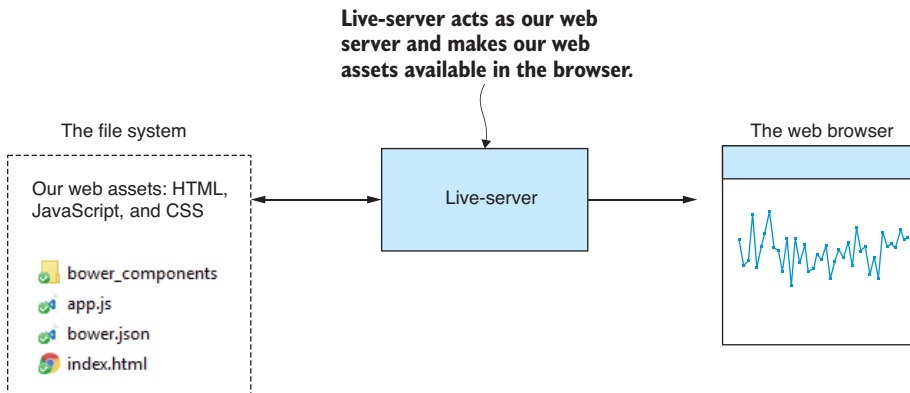 Live-server acts as our web
server and makes our web
assets available in the browser.
The file system
The web browser
Our web assets: HTML,
JavaScript, and CSS
Live-server
bower_components
app.js
bower.json
index.html